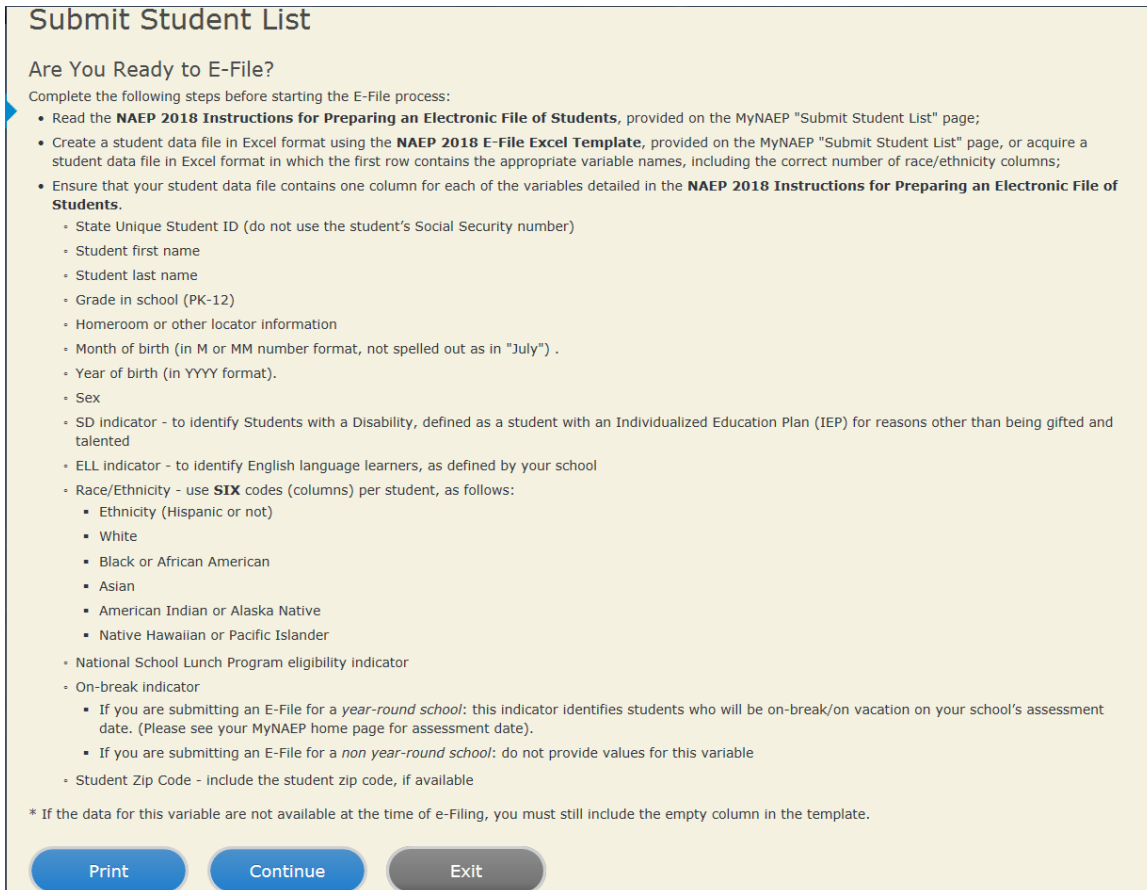 Submit Student List
Are You Ready to E-File?
Complete the following steps before starting the E-File process:
• Read the NAEP 2018 Instructions for Preparing an Electronic File of Students, provided on the MyNAEP "Submit Student List" page;
• Create a student data file in Excel format using the NAEP 2018 E-File Excel Template, provided on the MyNAEP "Submit Student List" page, or acquire a
student data file in Excel format in which the first row contains the appropriate variable names, including the correct number of race/ethnicity columns;
• Ensure that your student data file contains one column for each of the variables detailed in the NAEP 2018 Instructions for Preparing an Electronic File of
Students.
◦ State Unique Student ID (do not use the student’s Social Security number)
◦ Student first name
◦ Student last name
◦ Grade in school (PK-12)
◦ Homeroom or other locator information
◦ Month of birth (in M or MM number format, not spelled out as in "July") .
◦ Year of birth (in YYYY format).
◦ Sex
◦ SD indicator - to identify Students with a Disability, defined as a student with an Individualized Education Plan (IEP) for reasons other than being gifted and
talented
◦ ELL indicator - to identify English language learners, as defined by your school
◦ Race/Ethnicity - use SIX codes (columns) per student, as follows:
▪ Ethnicity (Hispanic or not)
▪ White
▪ Black or African American
▪ Asian
▪ American Indian or Alaska Native
▪ Native Hawaiian or Pacific Islander
◦ National School Lunch Program eligibility indicator
◦ On-break indicator
▪ If you are submitting an E-File for a year-round school: this indicator identifies students who will be on-break/on vacation on your school’s assessment
date. (Please see your MyNAEP home page for assessment date).
▪ If you are submitting an E-File for a non year-round school: do not provide values for this variable
◦ Student Zip Code - include the student zip code, if available
* If the data for this variable are not available at the time of e-Filing, you must still include the empty column in the template.
Print Continue Exit